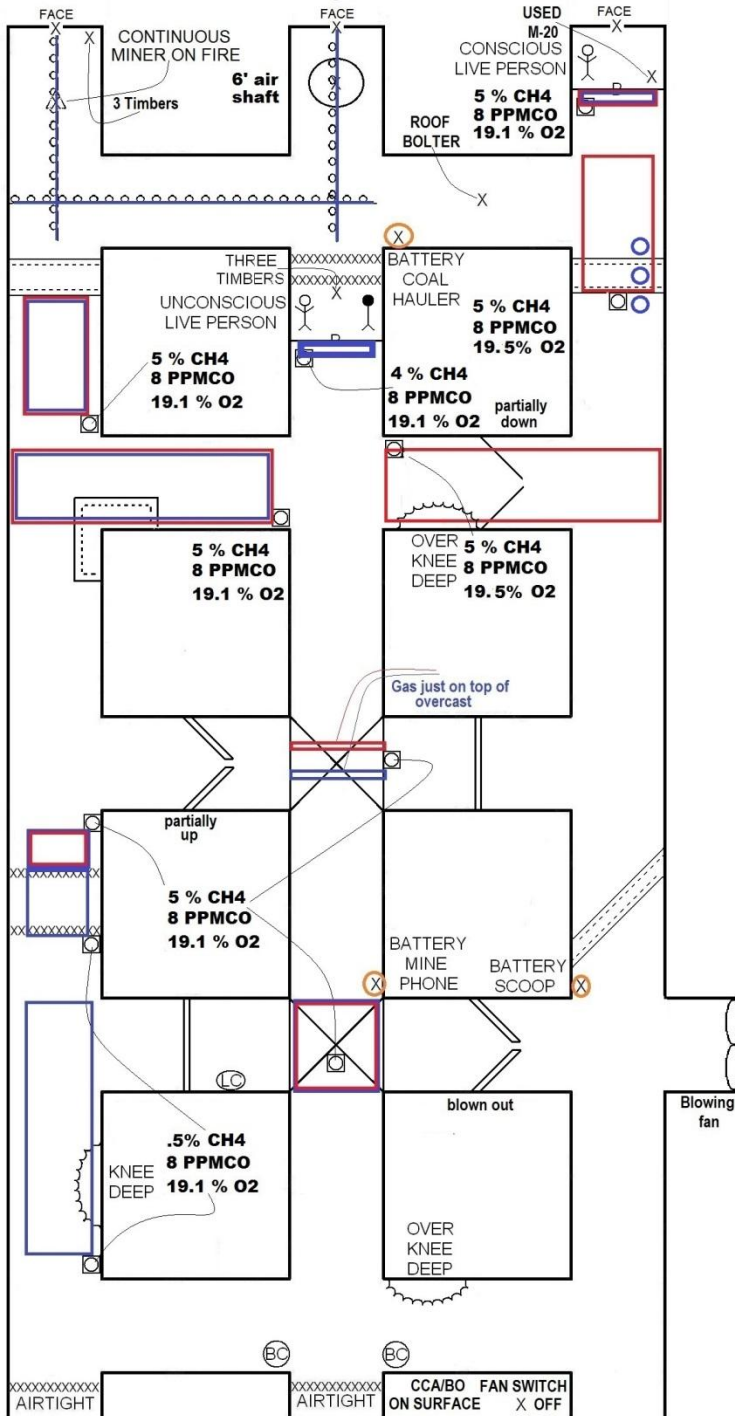 FACE
CONTINUOUS
MINER ON FIRE
X
3 Timbers
6' air
shaft
FACE
X
USED
M-20
FACE
X
CONSCIOUS
LIVE PERSON
X
5 % CH4
8 PPMCO
19.1 % O2
ROOF
BOLTER
X
X
BATTERY
COAL
HAULER
XXXXXXXXXXXX
THREE
TIMBERS
XXXXXXXXXXXX
X
UNCONSCIOUS
LIVE PERSON
5 % CH4
8 PPMCO
19.5% O2
5 % CH4
8 PPMCO
19.1 % O2
4 % CH4
8 PPMCO
19.1 % O2
partially
down
OVER
KNEE
DEEP
5 % CH4
8 PPMCO
19.1 % O2
5 % CH4
8 PPMCO
19.5% O2
Gas just on top of
overcast
partially
up
5 % CH4
8 PPMCO
19.1 % O2
BATTERY
MINE
PHONE
X
BATTERY
SCOOP
X
LC
blown out
Blowing
fan
KNEE
DEEP
.5% CH4
8 PPMCO
19.1 % O2
OVER
KNEE
DEEP
BC
BC
XXXXXXXXXXXX
AIRTIGHT
XXXXXXXXXXXX
AIRTIGHT
CCA/BO
ON SURFACE
FAN SWITCH
X OFF